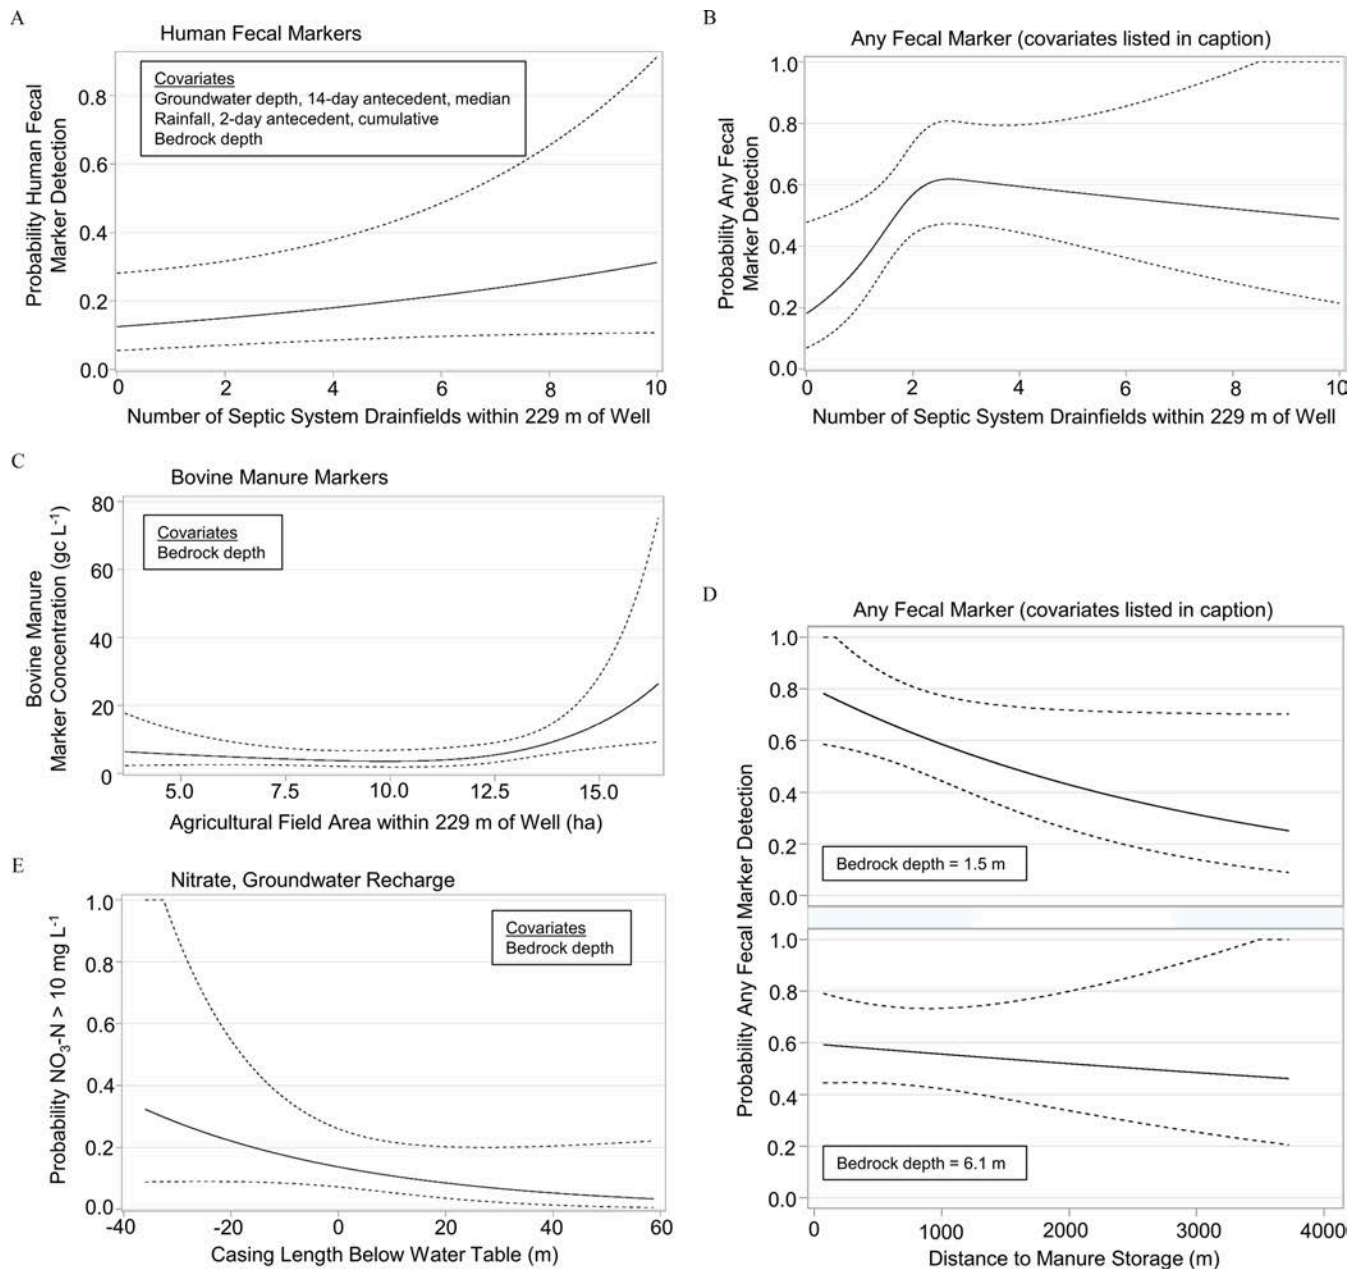 A
Human Fecal Markers
Covariates
Groundwater depth, 14-day antecedent, median
Rainfall, 2-day antecedent, cumulative
Bedrock depth
Probability Human Fecal
Marker Detection
0.8
0.6
0.4
0.2
0.0
0 2 4 6 8 10
Number of Septic System Drainfields within 229 m of Well
B
Any Fecal Marker (covariates listed in caption)
Probability Any Fecal
Marker Detection
1.0
0.8
0.6
0.4
0.2
0.0
0 2 4 6 8 10
Number of Septic System Drainfields within 229 m of Well
C
Bovine Manure Markers
Covariates
Bedrock depth
Bovine Manure
Marker Concentration (gc L⁻¹)
80
60
40
20
0
5.0 7.5 10.0 12.5 15.0
Agricultural Field Area within 229 m of Well (ha)
D
Any Fecal Marker (covariates listed in caption)
Probability Any Fecal Marker Detection
1.0
0.8
0.6
0.4
0.2
0.0
Bedrock depth = 1.5 m
1.0
0.8
0.6
0.4
0.2
0.0
Bedrock depth = 6.1 m
0 1000 2000 3000 4000
Distance to Manure Storage (m)
E
Nitrate, Groundwater Recharge
Covariates
Bedrock depth
Probability NO₃-N > 10 mg L⁻¹
1.0
0.8
0.6
0.4
0.2
0.0
-40 -20 0 20 40 60
Casing Length Below Water Table (m)